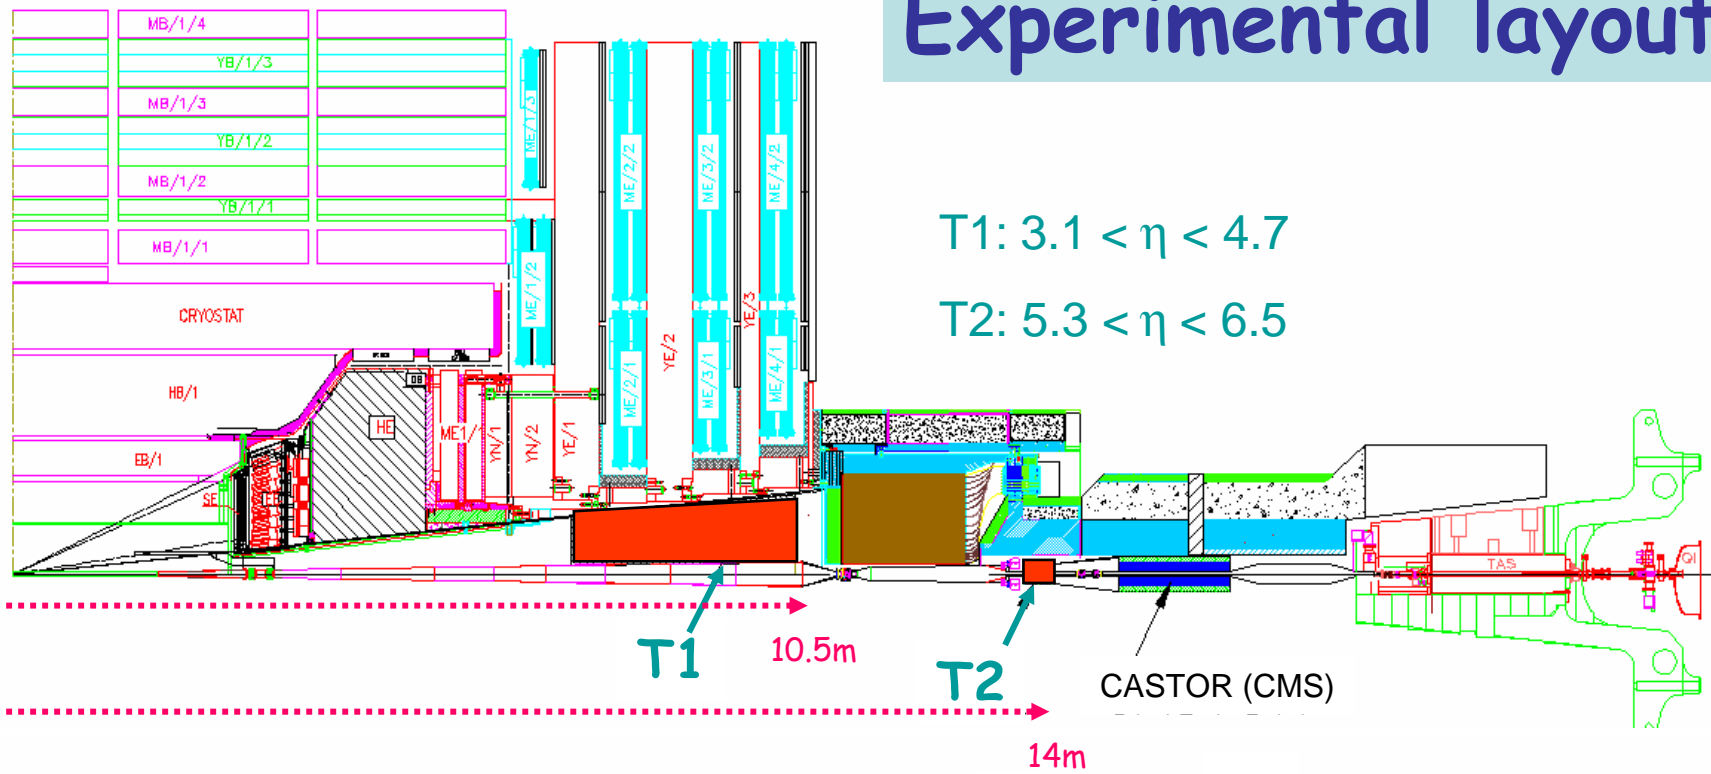 Experimental layout
MB/1/4
YB/1/3
MB/1/3
YB/1/2
MB/1/2
YB/1/1
MB/1/1
CRYOSTAT
HB/1
EB/1
SE
HE
ME1/1
YN/1
YN/2
YE/1
ME/1/3
ME/1/2
ME/2/2
ME/2/1
YE/2
ME/3/2
ME/3/1
YE/3
ME/4/2
ME/4/1
T1: 3.1 < η < 4.7
T2: 5.3 < η < 6.5
TAS
Q1
T1
10.5m
T2
CASTOR (CMS)
14m